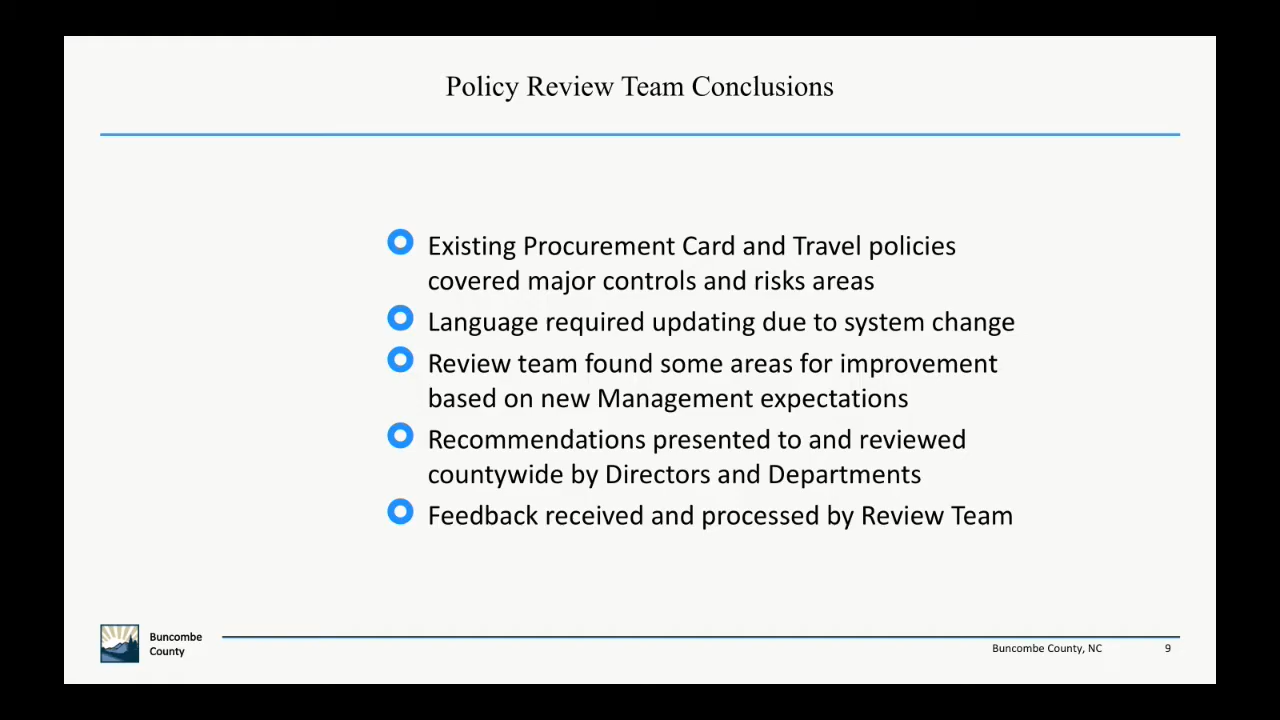 Policy Review Team Conclusions
Existing Procurement Card and Travel policies
covered major controls and risks areas
Language required updating due to system change
Review team found some areas for improvement
based on new Management expectations
Recommendations presented to and reviewed
countywide by Directors and Departments
Feedback received and processed by Review Team
Buncombe
County
Buncombe County, NC
9